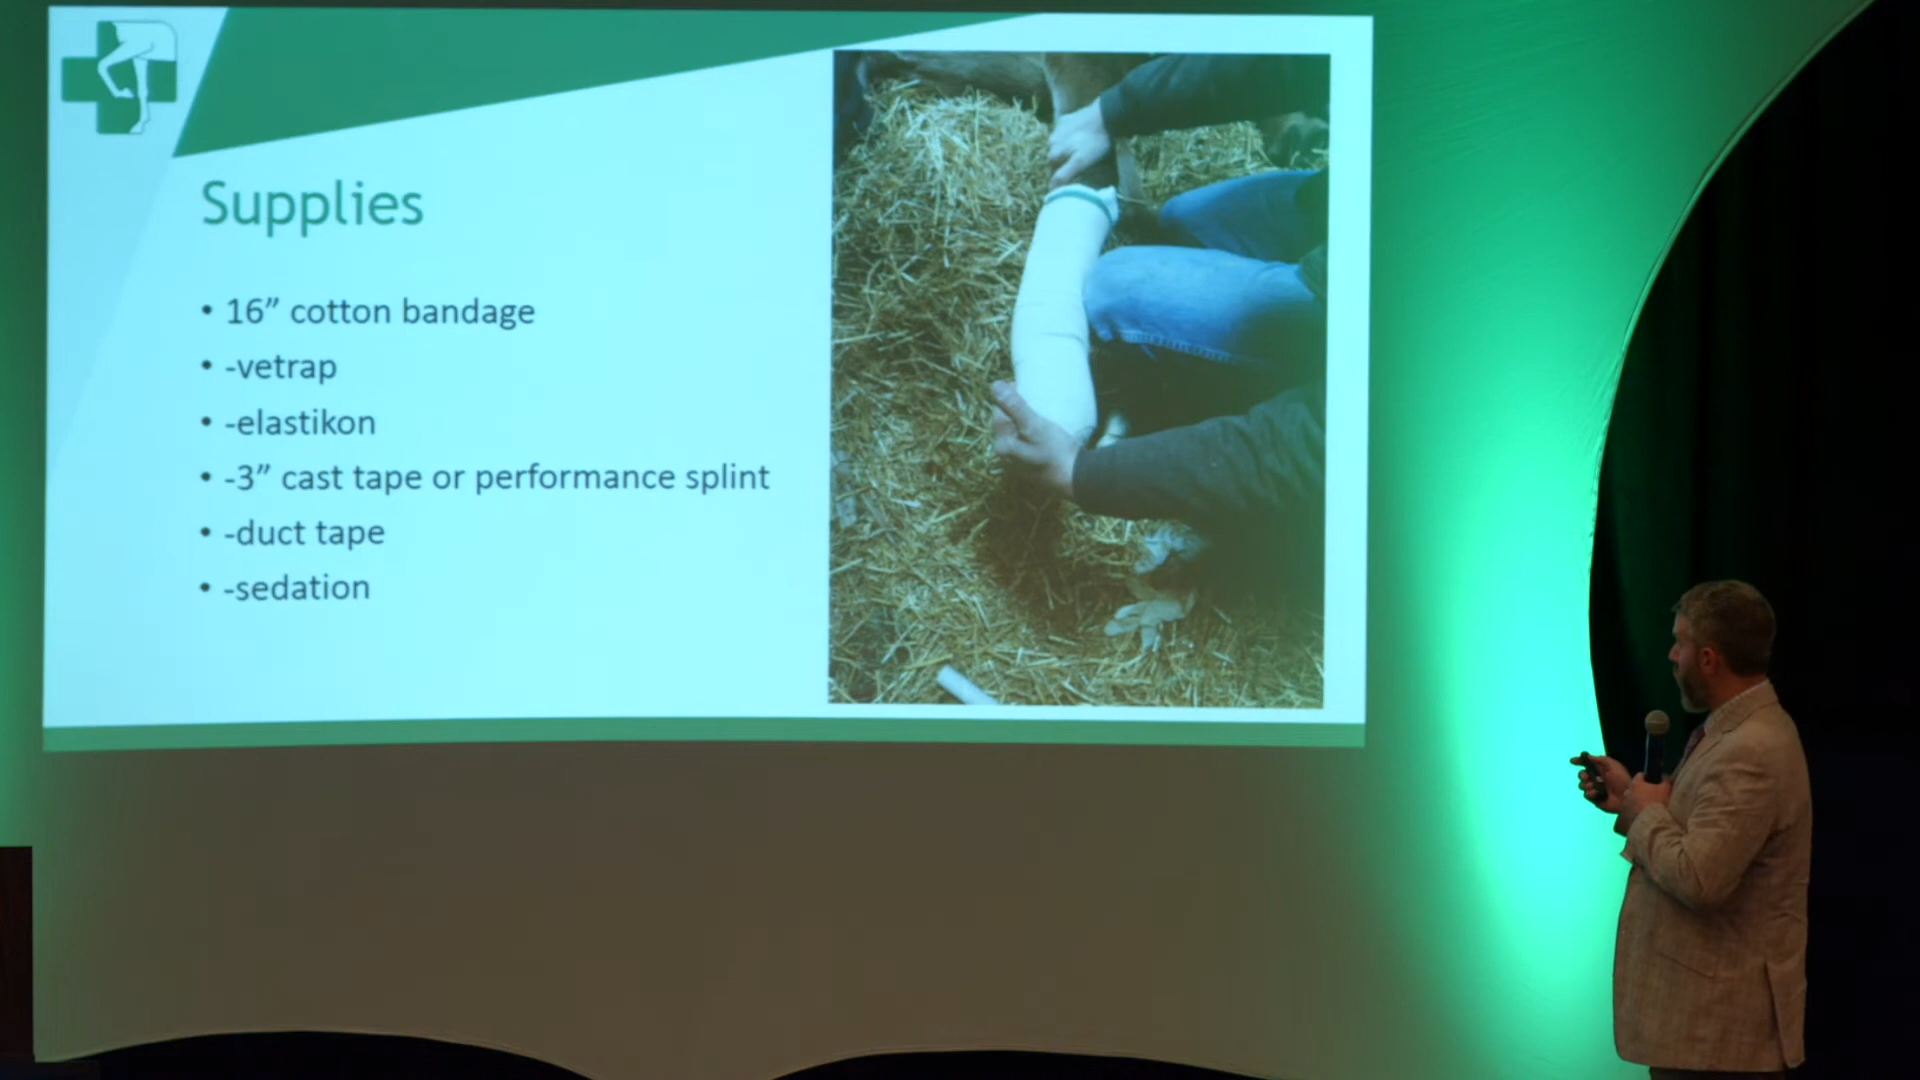 Supplies
• 16” cotton bandage
• -vetrap
• -elastikon
• -3” cast tape or performance splint
• -duct tape
• -sedation